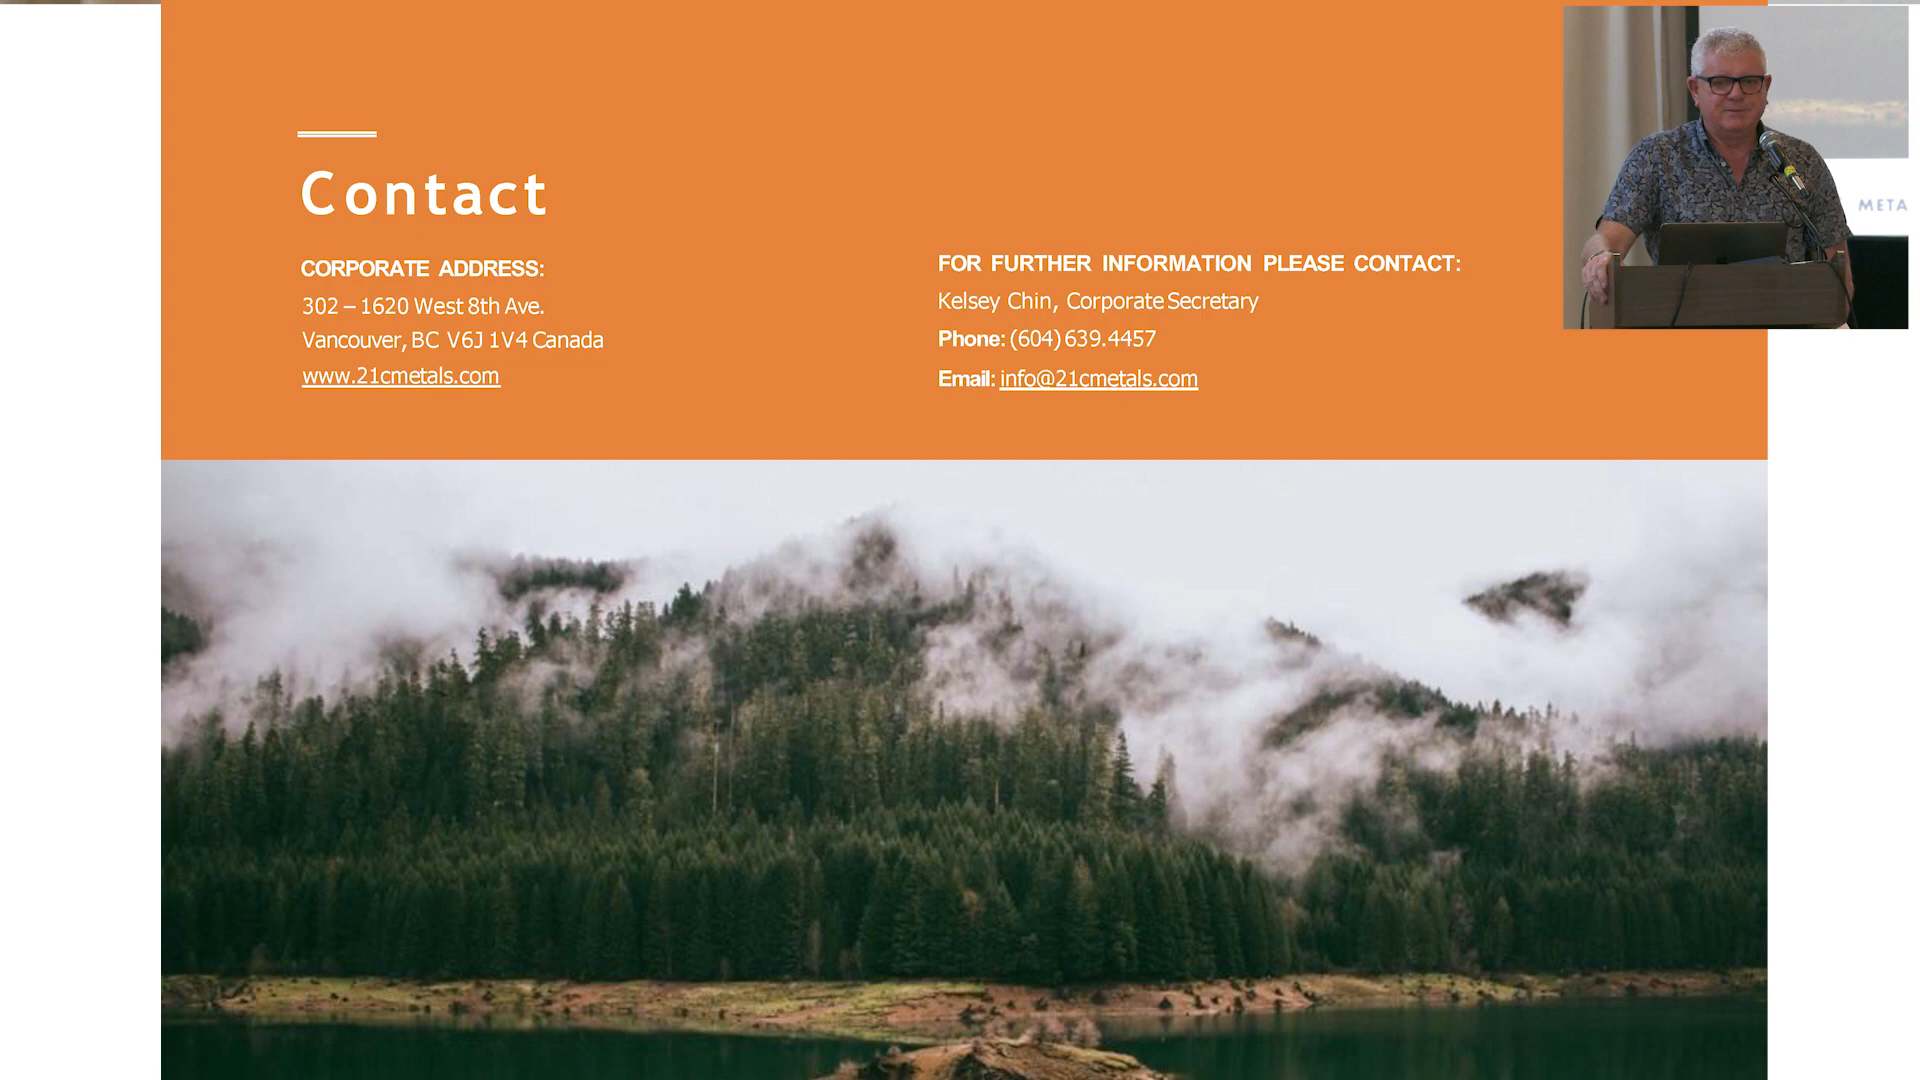 Contact
CORPORATE ADDRESS:
302 – 1620 West 8th Ave.
Vancouver, BC V6J 1V4 Canada
www.21cmetals.com
FOR FURTHER INFORMATION PLEASE CONTACT:
Kelsey Chin, Corporate Secretary
Phone: (604) 639.4457
Email: info@21cmetals.com
META